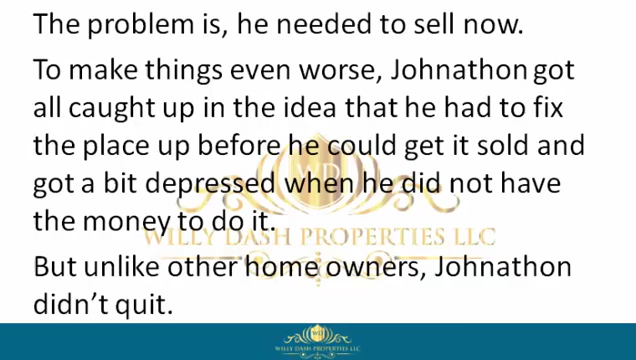 The problem is, he needed to sell now.
To make things even worse, Johnathon got
all caught up in the idea that he had to fix
the place up before he could get it sold and
got a bit depressed when he did not have
the money to do it.
WILLY DASH PROPERTIES LLC
But unlike other home owners, Johnathon
didn’t quit.
WILLY DASH PROPERTIES LLC